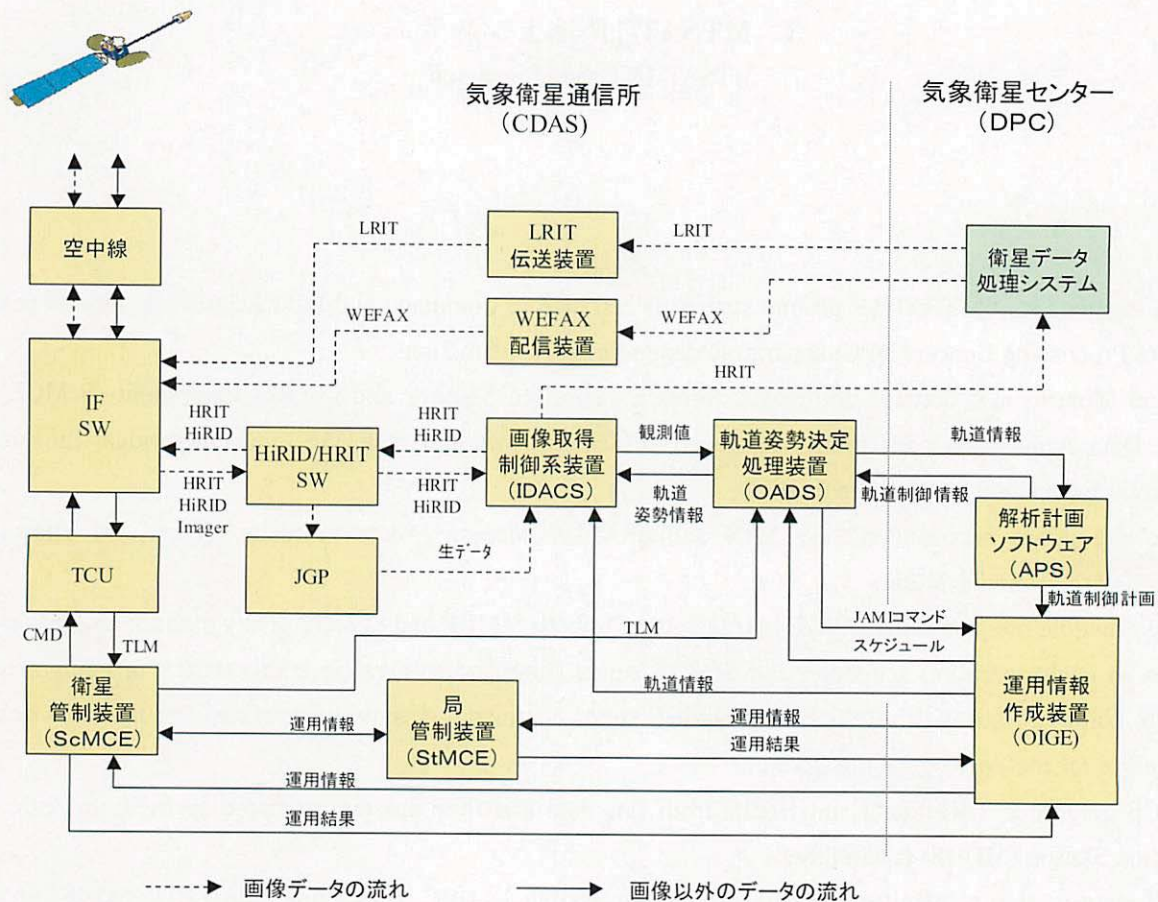 気象衛星通信所
(CDAS)
気象衛星センター
(DPC)
空中線
LRIT
LRIT
伝送装置
LRIT
衛星データ
処理システム
WEFAX
WEFAX
配信装置
WEFAX
IF
SW
HRIT
HRIT
HiRID
HiRID/HRIT
SW
HRIT
HiRID
画像取得
制御系装置
(IDACS)
観測値
軌道姿勢決定
処理装置
(OADS)
軌道情報
HRIT
HiRID
Imager
HRIT
HiRID
軌道
姿勢情報
軌道制御情報
解析計画
ソフトウェア
(APS)
TCU
JGP
生データ
軌道制御計画
CMD
TLM
TLM
JAMIコマンド
スケジュール
衛星
管制装置
(ScMCE)
軌道情報
局
管制装置
(StMCE)
運用情報
運用情報
運用結果
運用情報
作成装置
(OIGE)
運用情報
運用結果
画像データの流れ
画像以外のデータの流れ